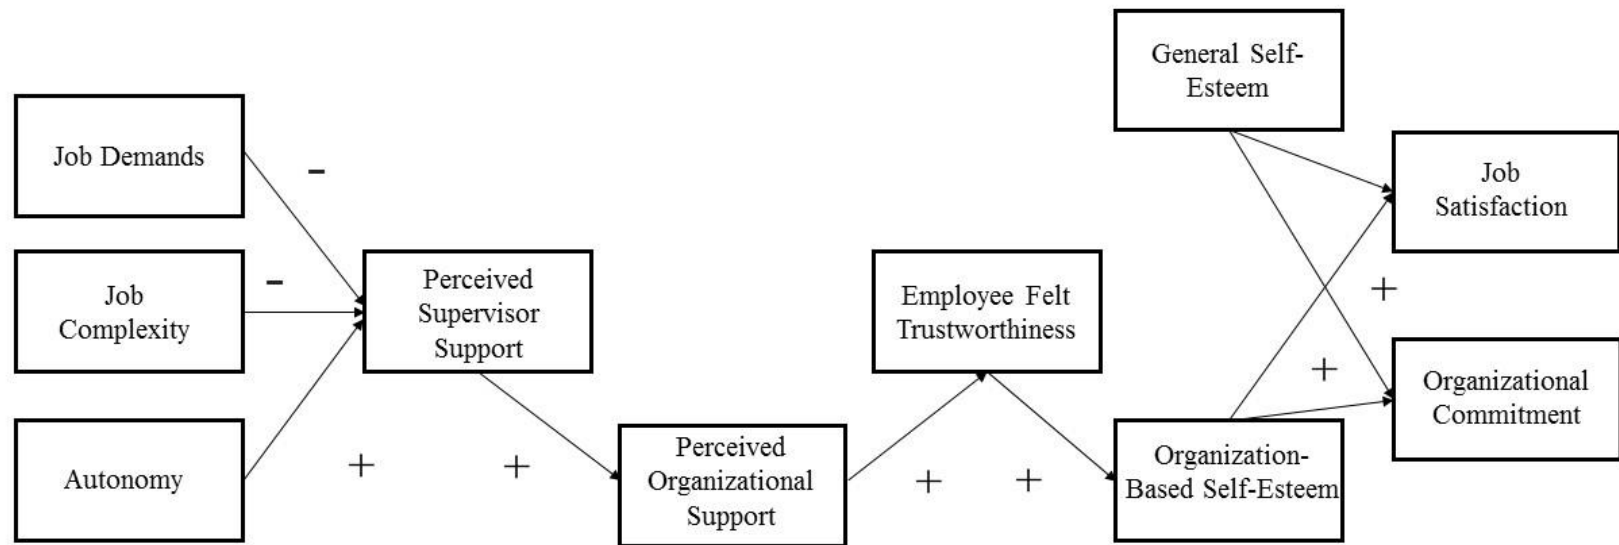 General Self-
Esteem
Job Demands
-
Job
Satisfaction
Job
Complexity
-
Perceived
Supervisor
Support
Employee Felt
Trustworthiness
+
+
Organizational
Commitment
Autonomy
+
+
Perceived
Organizational
Support
+
+
Organization-
Based Self-Esteem